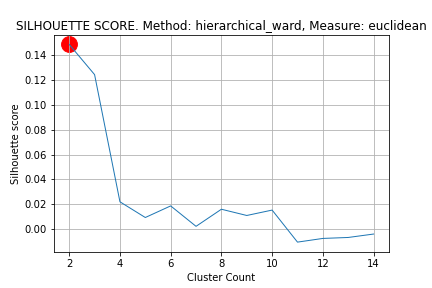 SILHOUETTE SCORE. Method: hierarchical_ward, Measure: euclidean
0.14
0.12
0.10
0.08
0.06
0.04
0.02
0.00
Silhouette score
2 4 6 8 10 12 14
Cluster Count